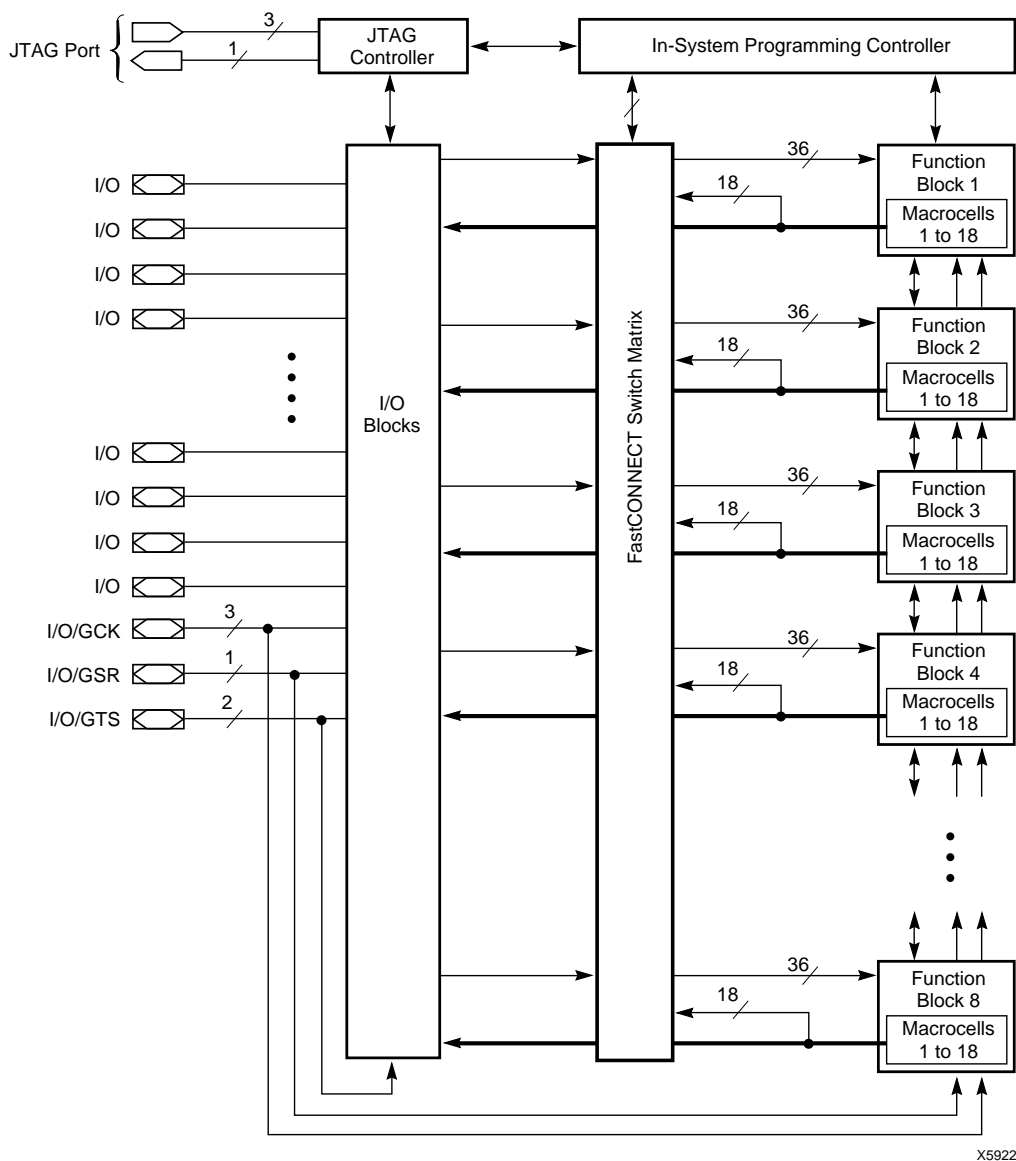 3
JTAG Port
1
JTAG
Controller
In-System Programming Controller
I/O
I/O
I/O
I/O
I/O
I/O
I/O
I/O
I/O/GCK
3
I/O/GSR
1
I/O/GTS
2
I/O
Blocks
FastCONNECT Switch Matrix
36
18
Function
Block 1
Macrocells
1 to 18
36
18
Function
Block 2
Macrocells
1 to 18
36
18
Function
Block 3
Macrocells
1 to 18
36
18
Function
Block 4
Macrocells
1 to 18
36
18
Function
Block 8
Macrocells
1 to 18
X5922